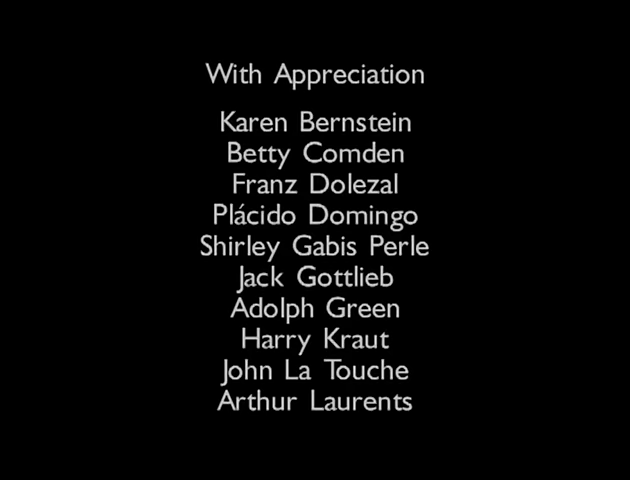 With Appreciation
Karen Bernstein
Betty Comden
Franz Dolezal
Plácido Domingo
Shirley Gabis Perle
Jack Gottlieb
Adolph Green
Harry Kraut
John La Touche
Arthur Laurents